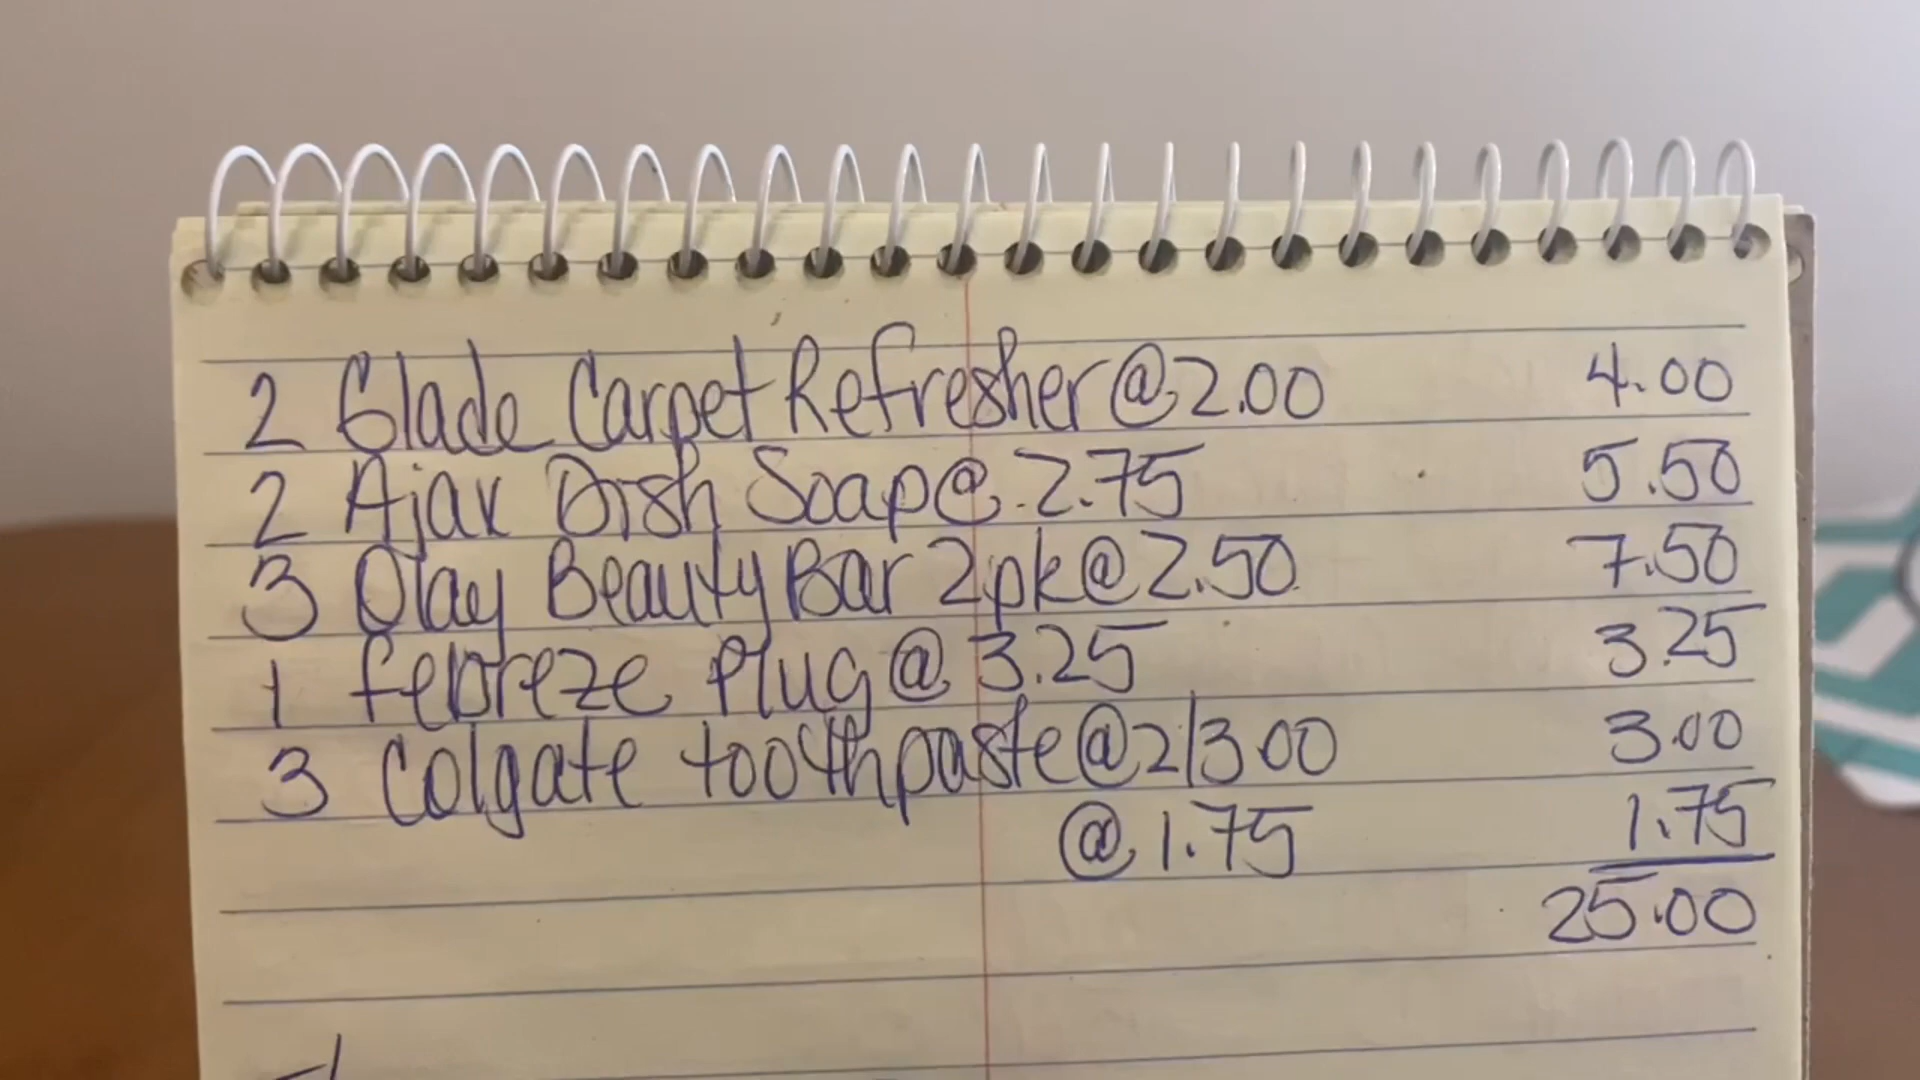 2 Glade Carpet Refresher @ 2.00 4.00
2 Ajax Dish Soap @ 2.75 5.50
3 Olay Beauty Bar 2pk @ 2.50 7.50
1 febreze Plug @ 3.25 3.25
3 Colgate toothpaste @ 2/3.00 3.00
@ 1.75 1.75
25.00